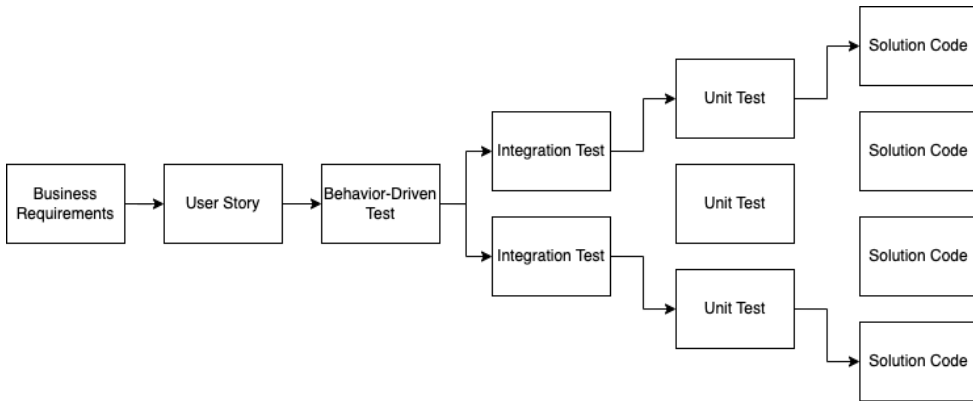 Business
Requirements
User Story
Behavior-Driven
Test
Integration Test
Integration Test
Unit Test
Unit Test
Unit Test
Solution Code
Solution Code
Solution Code
Solution Code